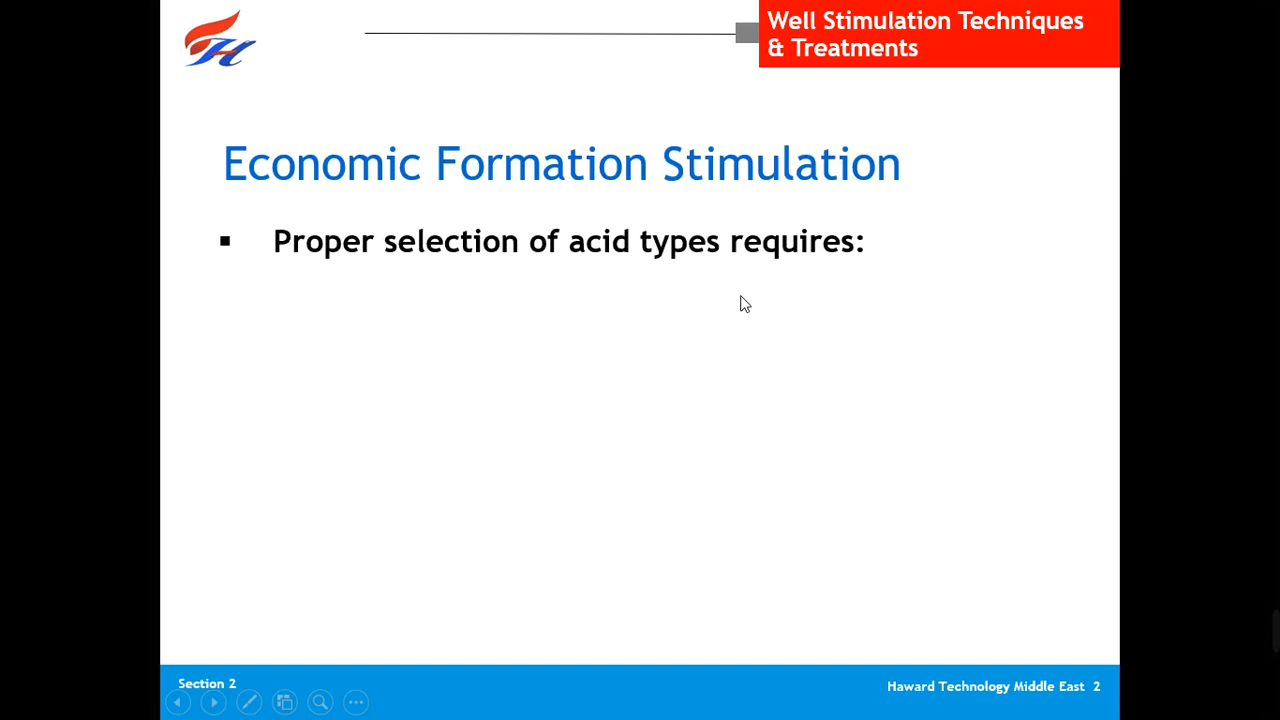 Well Stimulation Techniques
& Treatments
Economic Formation Stimulation
▪ Proper selection of acid types requires:
Section 2
Haward Technology Middle East 2